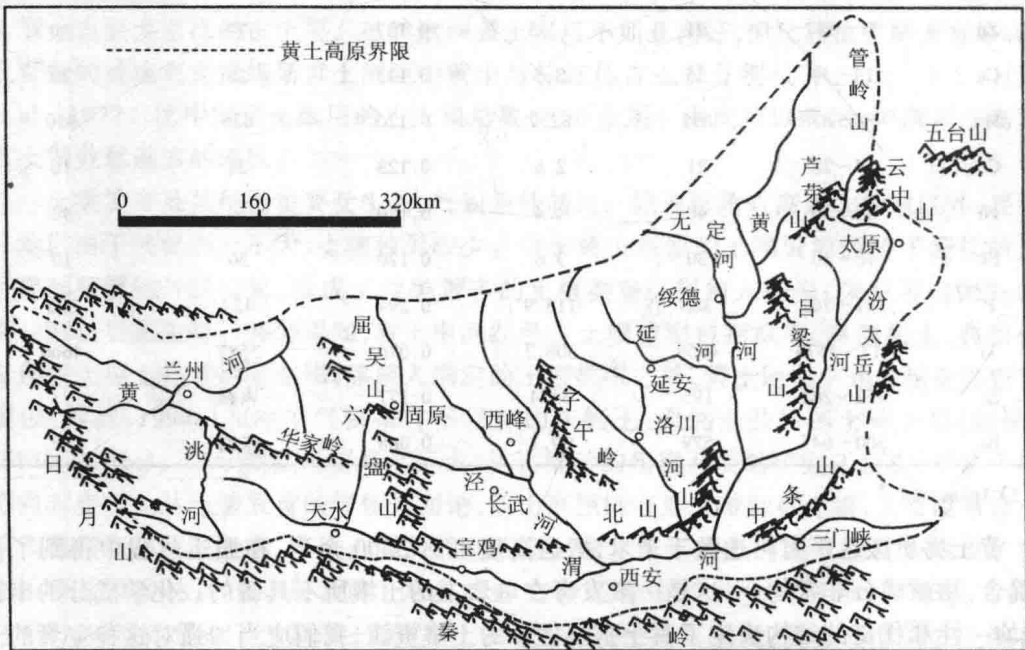 黄土高原界限
0 160 320km
管岭山
五台山
芦芽山
云中山
无定河
黄河
太原
绥德
吕梁山
汾河
太岳山
延河
延安
屈吴山
黄河
兰州
六盘山
固原
西峰
子午岭
洛川
洛河
华家岭
洮河
日月山
天水
泾河
长武
北山
中条山
三门峡
宝鸡
渭河
西安
秦岭